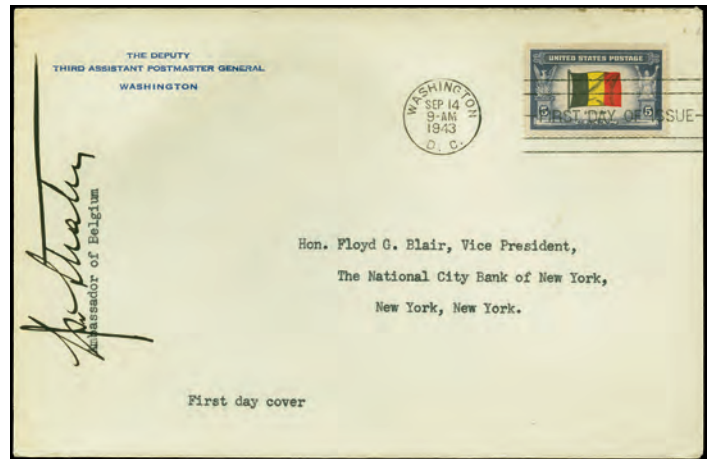 THE DEPUTY
THIRD ASSISTANT POSTMASTER GENERAL
WASHINGTON
WASHINGTON
SEP 14
9-AM
1943
D. C.
UNITED STATES POSTAGE
5¢ 5¢
FIRST DAY OF ISSUE
Ambassador of Belgium
Hon. Floyd G. Blair, Vice President,
The National City Bank of New York,
New York, New York.
First day cover